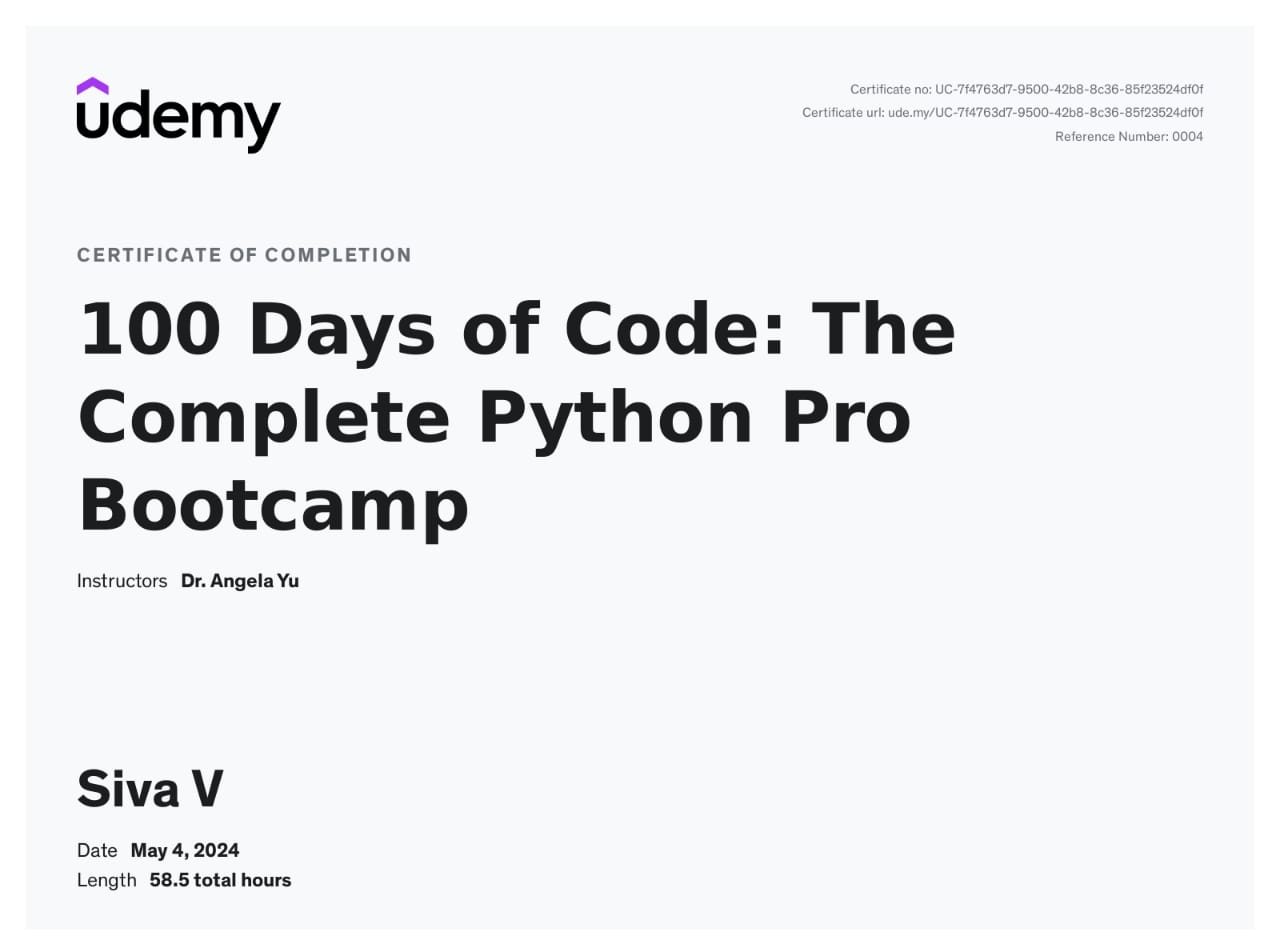 udemy
Certificate no: UC-7f4763d7-9500-42b8-8c36-85f23524df0f
Certificate url: ude.my/UC-7f4763d7-9500-42b8-8c36-85f23524df0f
Reference Number: 0004
CERTIFICATE OF COMPLETION
100 Days of Code: The
Complete Python Pro
Bootcamp
Instructors Dr. Angela Yu
Siva V
Date May 4, 2024
Length 58.5 total hours